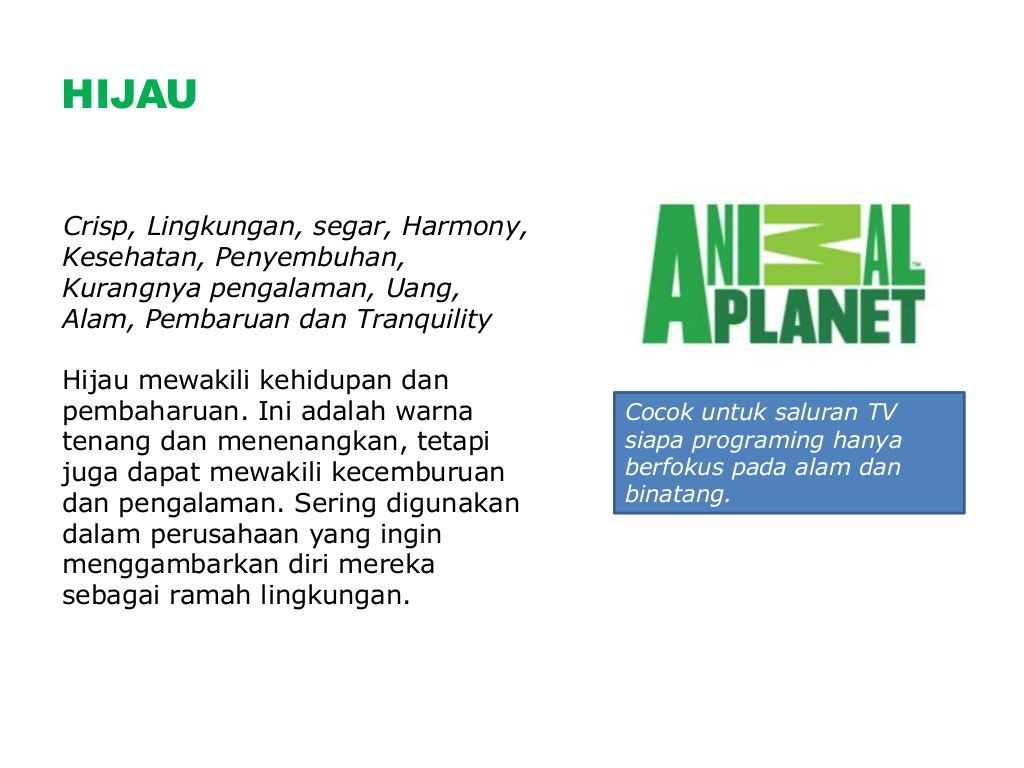 HIJAU
Crisp, Lingkungan, segar, Harmony,
Kesehatan, Penyembuhan,
Kurangnya pengalaman, Uang,
Alam, Pembaruan dan Tranquility
Hijau mewakili kehidupan dan
pembaharuan. Ini adalah warna
tenang dan menenangkan, tetapi
juga dapat mewakili kecemburuan
dan pengalaman. Sering digunakan
dalam perusahaan yang ingin
menggambarkan diri mereka
sebagai ramah lingkungan.
ANIMAL™
PLANET
Cocok untuk saluran TV
siapa programing hanya
berfokus pada alam dan
binatang.